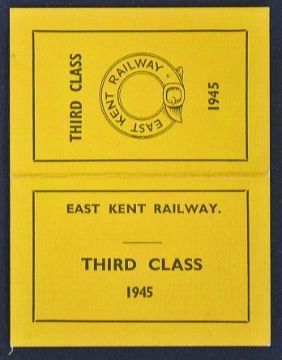 THIRD CLASS
EAST KENT RAILWAY
1945
EAST KENT RAILWAY.
THIRD CLASS
1945